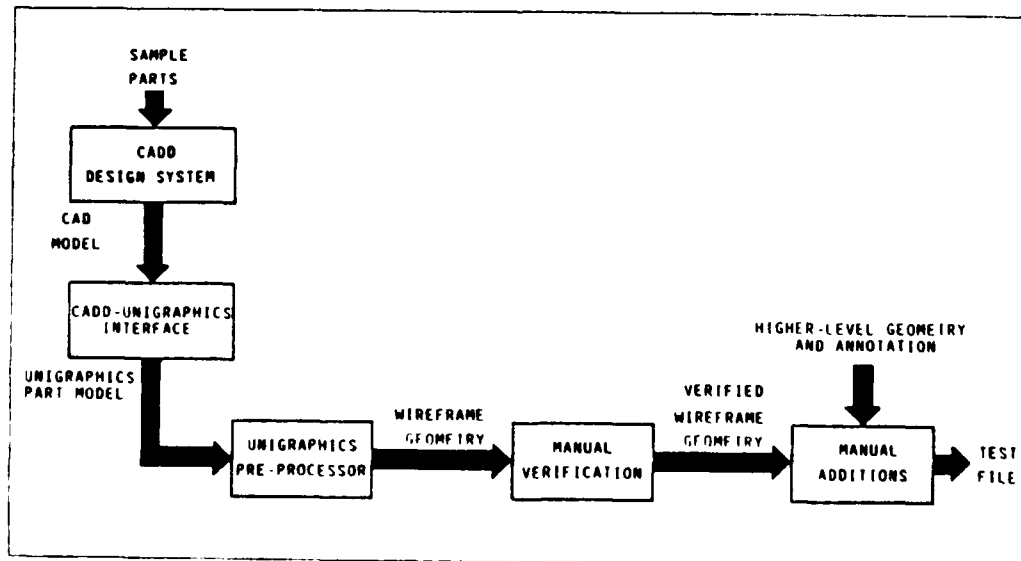 SAMPLE
PARTS
CADD
DESIGN SYSTEM
CAD
MODEL
CADD-UNIGRAPHICS
INTERFACE
UNIGRAPHICS
PART MODEL
UNIGRAPHICS
PRE-PROCESSOR
WIREFRAME
GEOMETRY
MANUAL
VERIFICATION
VERIFIED
WIREFRAME
GEOMETRY
HIGHER-LEVEL GEOMETRY
AND ANNOTATION
MANUAL
ADDITIONS
TEST
FILE